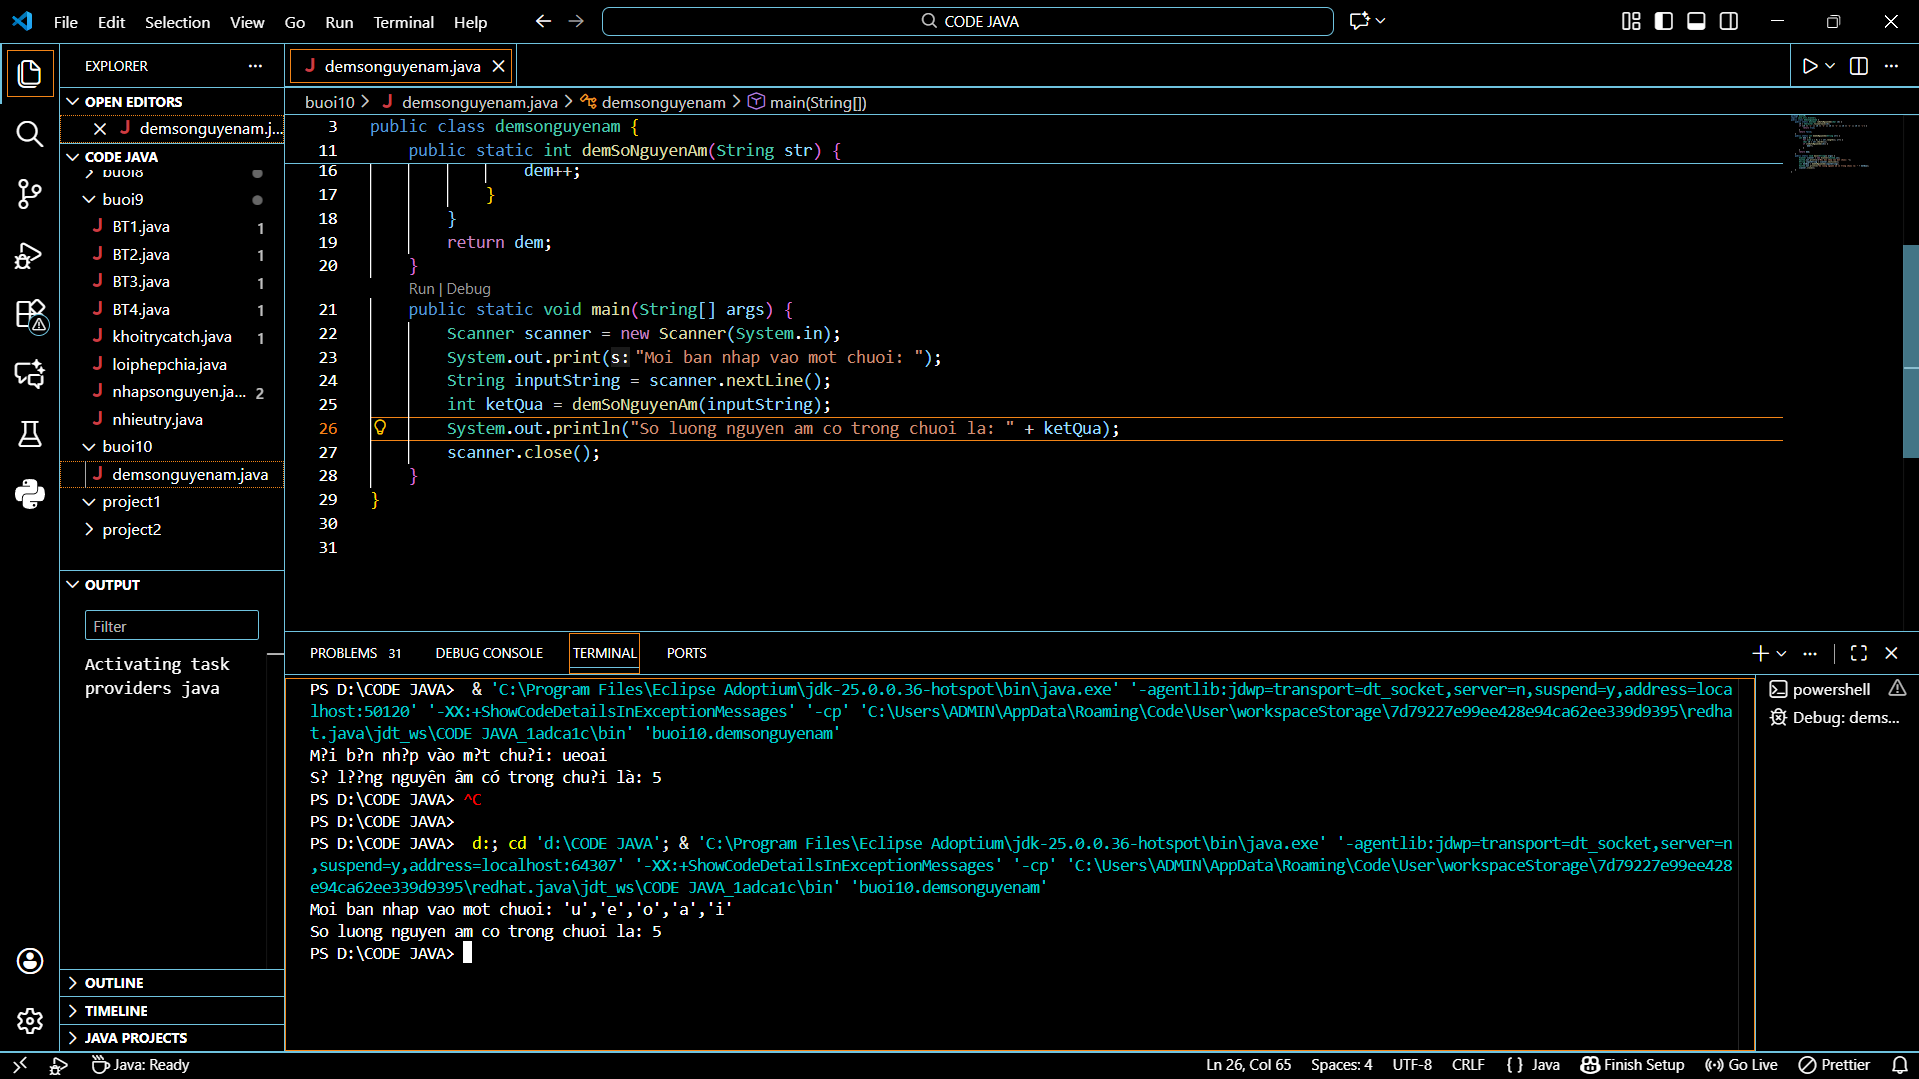 File Edit Selection View Go Run Terminal Help
CODE JAVA
EXPLORER
OPEN EDITORS
demsonguyenam.j...
CODE JAVA
buoi8
buoi9
BT1.java 1
BT2.java 1
BT3.java 1
BT4.java 1
khoitrycatch.java 1
loiphepchia.java
nhapsonguyen.ja... 2
nhieutry.java
buoi10
demsonguyenam.java
project1
project2
OUTPUT
Filter
Activating task
providers java
OUTLINE
TIMELINE
JAVA PROJECTS
demsonguyenam.java
buoi10 > demsonguyenam.java > demsonguyenam > main(String[])
3 public class demsonguyenam {
11 public static int demSoNguyenAm(String str) {
16 dem++;
17 }
18 }
19 return dem;
20 }
Run | Debug
21 public static void main(String[] args) {
22 Scanner scanner = new Scanner(System.in);
23 System.out.print(s: "Moi ban nhap vao mot chuoi: ");
24 String inputString = scanner.nextLine();
25 int ketQua = demSoNguyenAm(inputString);
26 System.out.println("So luong nguyen am co trong chuoi la: " + ketQua);
27 scanner.close();
28 }
29 }
30
31
PROBLEMS 31 DEBUG CONSOLE TERMINAL PORTS
PS D:\CODE JAVA>  & 'C:\Program Files\Eclipse Adoptium\jdk-25.0.0.36-hotspot\bin\java.exe' '-agentlib:jdwp=transport=dt_socket,server=n,suspend=y,address=loca
lhost:50120' '-XX:+ShowCodeDetailsInExceptionMessages' '-cp' 'C:\Users\ADMIN\AppData\Roaming\Code\User\workspaceStorage\7d79227e99ee428e94ca62ee339d9395\redha
t.java\jdt_ws\CODE JAVA_1adca1c\bin' 'buoi10.demsonguyenam'
M?i b?n nh?p vào m?t chu?i: ueoai
S? l??ng nguyên âm có trong chu?i là: 5
PS D:\CODE JAVA> ^C
PS D:\CODE JAVA>
PS D:\CODE JAVA>  d:; cd 'd:\CODE JAVA'; & 'C:\Program Files\Eclipse Adoptium\jdk-25.0.0.36-hotspot\bin\java.exe' '-agentlib:jdwp=transport=dt_socket,server=n
,suspend=y,address=localhost:64307' '-XX:+ShowCodeDetailsInExceptionMessages' '-cp' 'C:\Users\ADMIN\AppData\Roaming\Code\User\workspaceStorage\7d79227e99ee428
e94ca62ee339d9395\redhat.java\jdt_ws\CODE JAVA_1adca1c\bin' 'buoi10.demsonguyenam'
Moi ban nhap vao mot chuoi: 'u','e','o','a','i'
So luong nguyen am co trong chuoi la: 5
PS D:\CODE JAVA>
powershell
Debug: dems...
Java: Ready
Ln 26, Col 65 Spaces: 4 UTF-8 CRLF { } Java Finish Setup Go Live Prettier